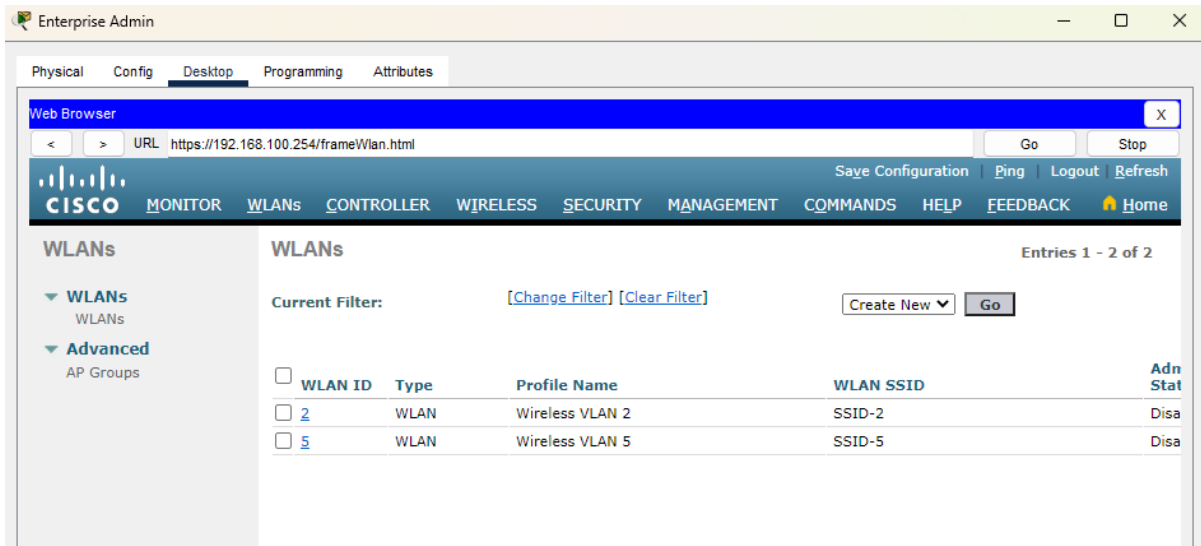 Enterprise Admin
Physical Config Desktop Programming Attributes
Web Browser X
< > URL https://192.168.100.254/frameWlan.html Go Stop
Save Configuration | Ping | Logout | Refresh
CISCO MONITOR WLANs CONTROLLER WIRELESS SECURITY MANAGEMENT COMMANDS HELP FEEDBACK Home
WLANs WLANs Entries 1 - 2 of 2
WLANs
WLANs
Advanced
AP Groups
Current Filter: [Change Filter] [Clear Filter] Create New Go
WLAN ID Type Profile Name WLAN SSID Adm
Stat
2 WLAN Wireless VLAN 2 SSID-2 Disa
5 WLAN Wireless VLAN 5 SSID-5 Disa